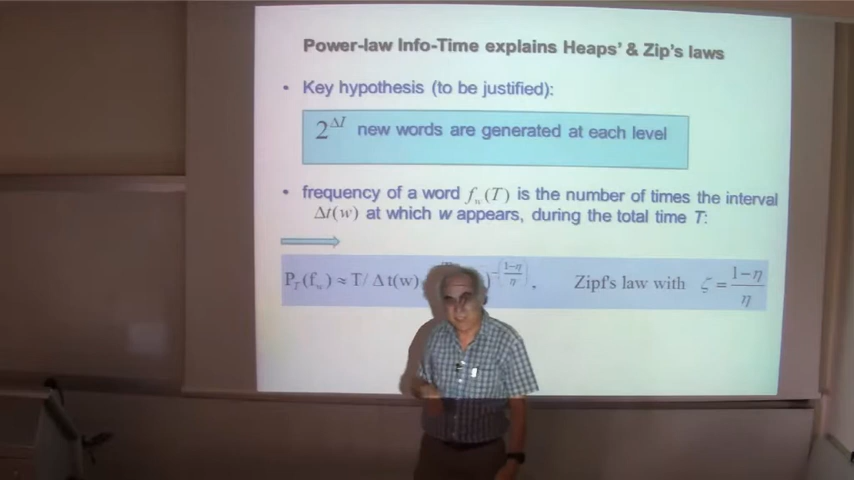 Power-law Info-Time explains Heaps' & Zip's laws
• Key hypothesis (to be justified):
2^ΔI new words are generated at each level
• frequency of a word f_w(T) is the number of times the interval
Δt(w) at which w appears, during the total time T:
P_T(f_w) ≈ T/Δt(w) )^-(1-η/η), Zipf's law with ζ = 1-η/η